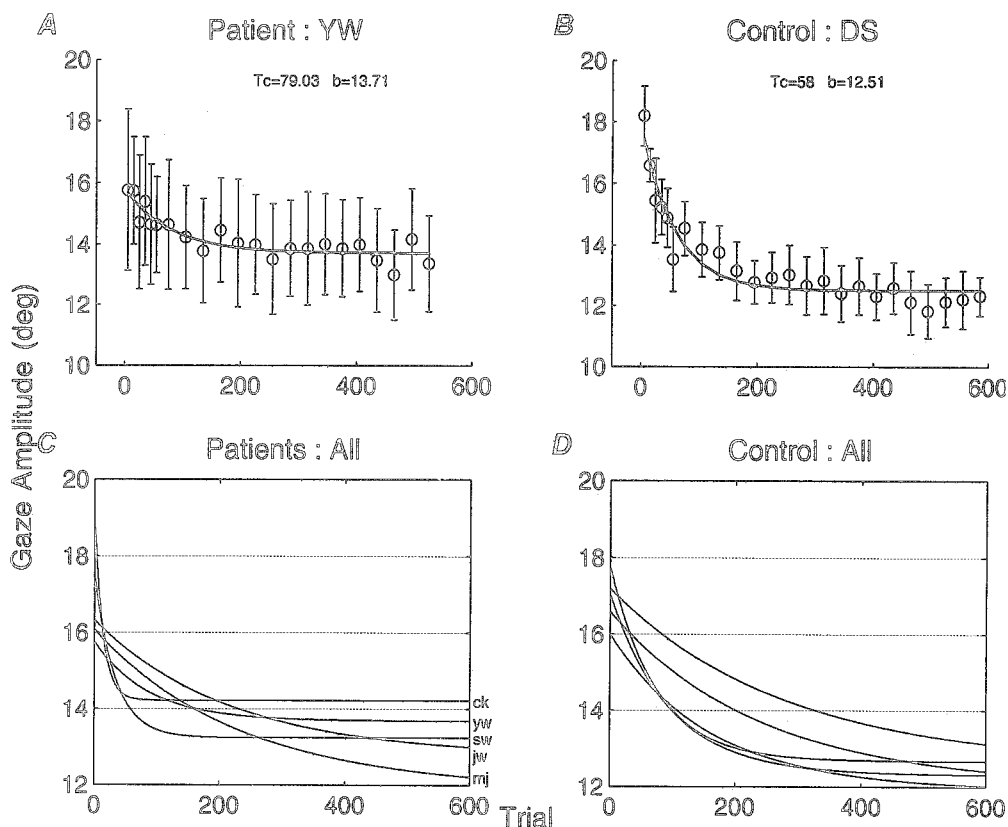 A Patient : YW
B Control : DS
Tc=79.03 b=13.71
Tc=58 b=12.51
20
18
16
14
12
10
0 200 400 600
20
18
16
14
12
10
0 200 400 600
Gaze Amplitude (deg)
C Patients : All
D Control : All
20
18
16
14
12
0 200 400 600
ck
yw
sw
jw
mj
20
18
16
14
12
0 200 400 600
Trial